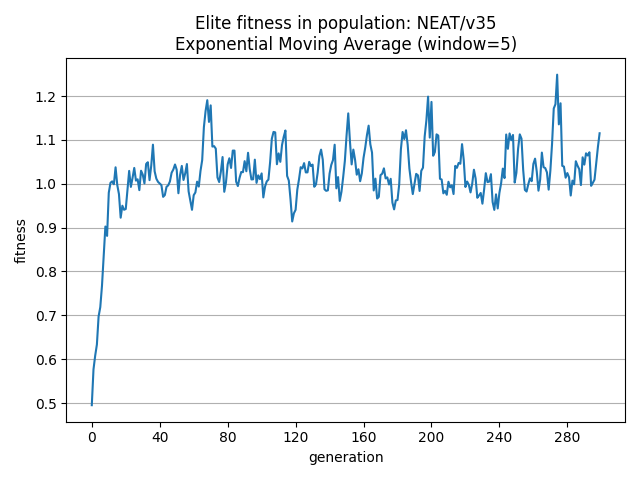 Elite fitness in population: NEAT/v35
Exponential Moving Average (window=5)
fitness
1.2
1.1
1.0
0.9
0.8
0.7
0.6
0.5
0 40 80 120 160 200 240 280
generation